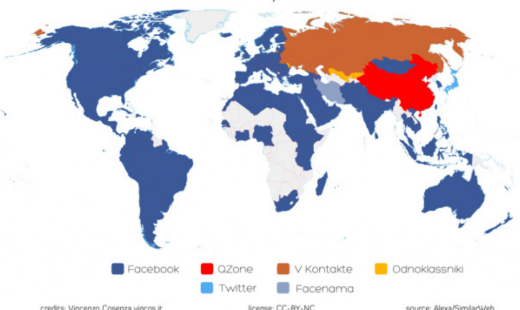 Facebook QZone V Kontakte Odnoklassniki
Twitter Facenama
credits: Vincenzo Cosenza vincos.it license: CC-BY-NC source: Alexa/SimilarWeb